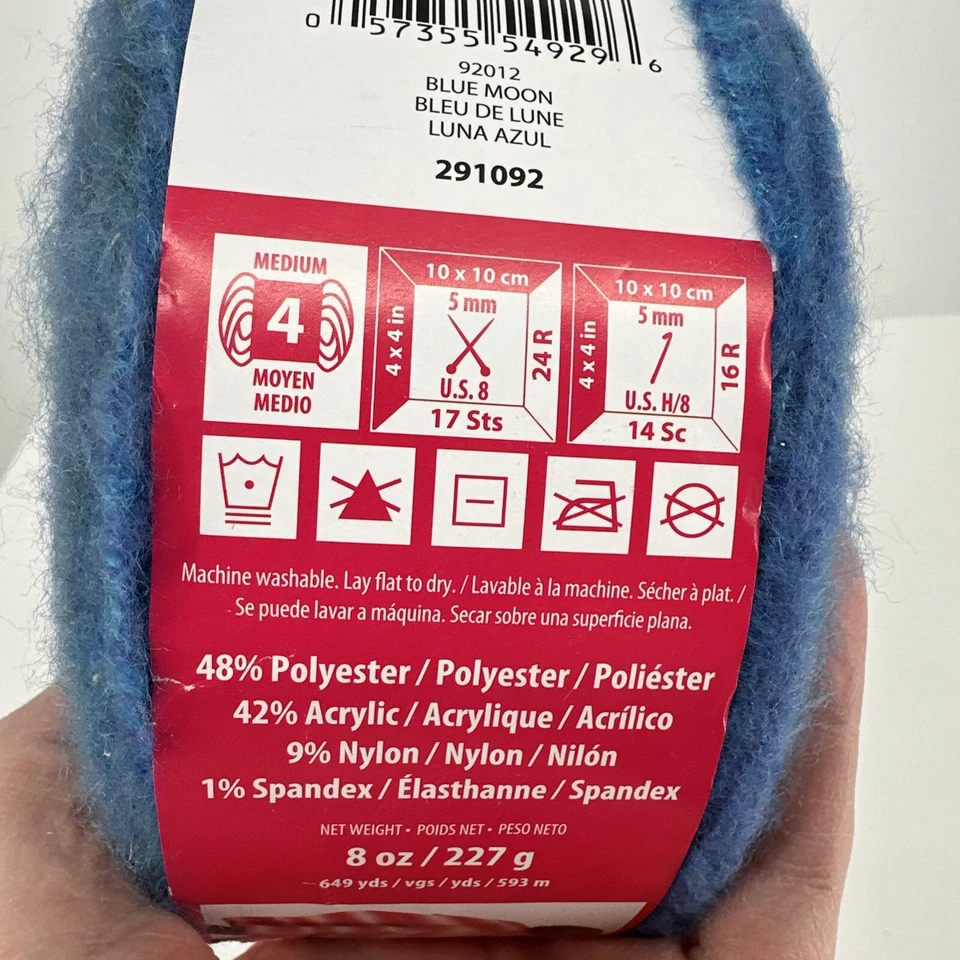 0 57355 54929 6
92012
BLUE MOON
BLEU DE LUNE
LUNA AZUL
291092
MEDIUM
4
MOYEN
MEDIO
10 x 10 cm
4 x 4 in
5 mm
U.S. 8
24 R
17 Sts
10 x 10 cm
4 x 4 in
5 mm
U.S. H/8
16 R
14 Sc
Machine washable. Lay flat to dry. / Lavable à la machine. Sécher à plat. /
Se puede lavar a máquina. Secar sobre una superficie plana.
48% Polyester / Polyester / Poliéster
42% Acrylic / Acrylique / Acrílico
9% Nylon / Nylon / Nilón
1% Spandex / Élasthanne / Spandex
NET WEIGHT • POIDS NET • PESO NETO
8 oz / 227 g
649 yds / vgs / yds / 593 m